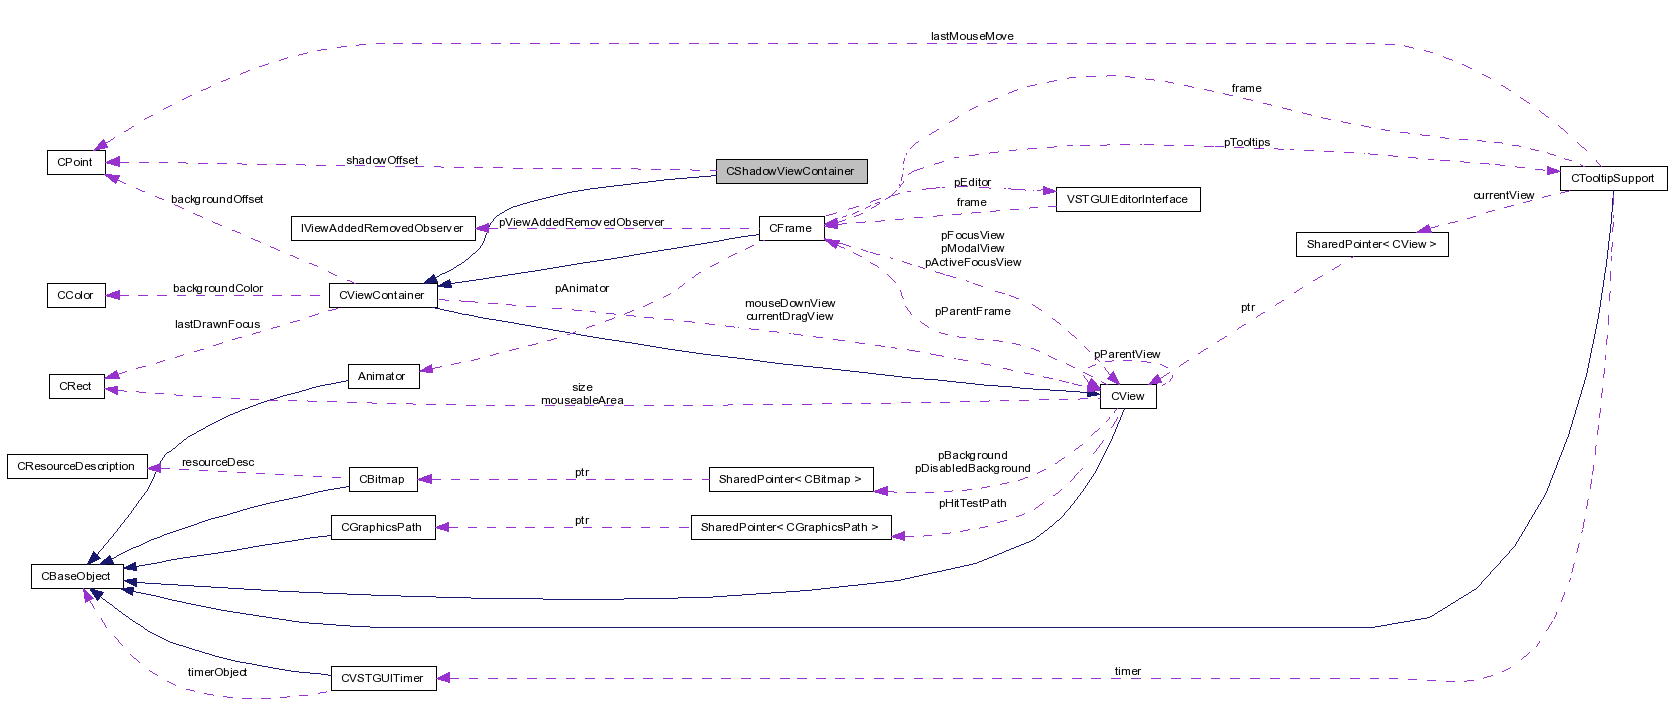 lastMouseMove
frame
pTooltips
CPoint
shadowOffset
CShadowViewContainer
CTooltipSupport
pEditor
backgroundOffset
frame
VSTGUIEditorInterface
currentView
IViewAddedRemovedObserver
pViewAddedRemovedObserver
CFrame
pFocusView
pModalView
pActiveFocusView
SharedPointer< CView >
CColor
backgroundColor
CViewContainer
pAnimator
mouseDownView
currentDragView
pParentFrame
ptr
lastDrawnFocus
pParentView
CRect
Animator
size
mouseableArea
CView
CResourceDescription
resourceDesc
CBitmap
ptr
SharedPointer< CBitmap >
pBackground
pDisabledBackground
pHitTestPath
CGraphicsPath
ptr
SharedPointer< CGraphicsPath >
CBaseObject
timerObject
CVSTGUITimer
timer